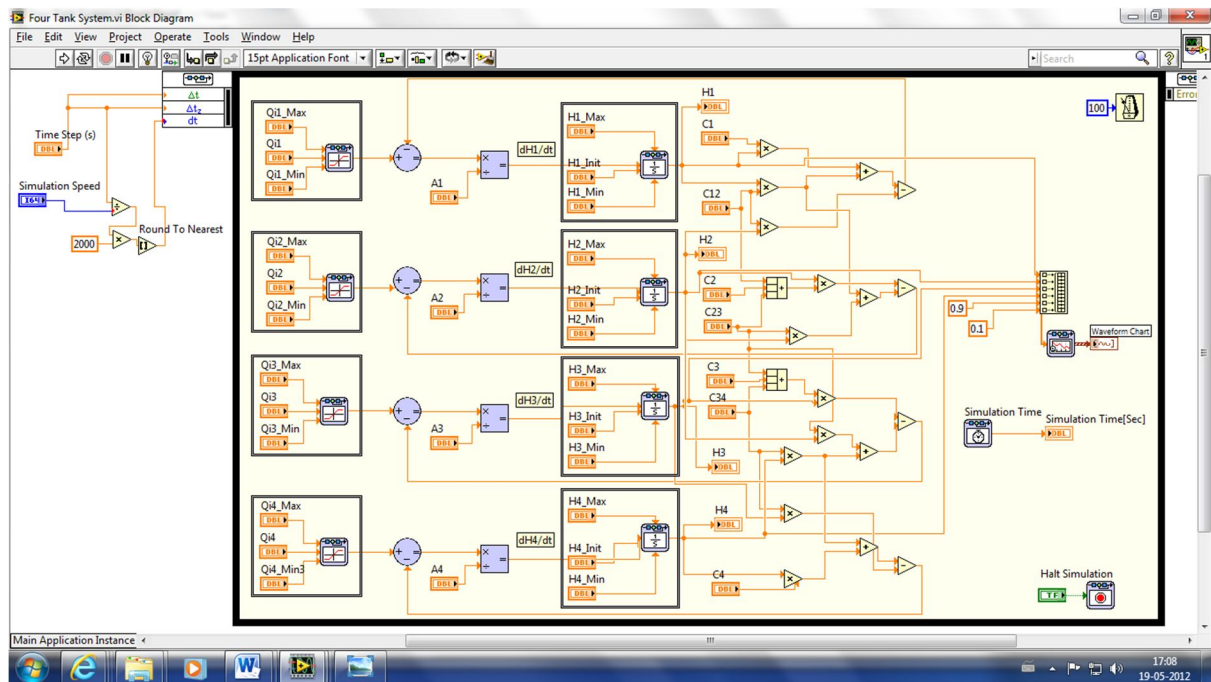 Four Tank System.vi Block Diagram
File Edit View Project Operate Tools Window Help
15pt Application Font
Search
Δt
Δt₂
dt
Error
Time Step (s)
DBL
Simulation Speed
I64
2000
Round To Nearest
Qi1_Max
DBL
Qi1
DBL
Qi1_Min
DBL
A1
DBL
dH1/dt
H1_Max
DBL
H1_Init
DBL
H1_Min
DBL
H1
DBL
C1
DBL
C12
DBL
100
Qi2_Max
DBL
Qi2
DBL
Qi2_Min
DBL
A2
DBL
dH2/dt
H2_Max
DBL
H2_Init
DBL
H2_Min
DBL
H2
DBL
C2
DBL
C23
DBL
0.9
0.1
Waveform Chart
Qi3_Max
DBL
Qi3
DBL
Qi3_Min
DBL
A3
DBL
dH3/dt
H3_Max
DBL
H3_Init
DBL
H3_Min
DBL
C3
DBL
C34
DBL
H3
DBL
Simulation Time
Simulation Time[Sec]
DBL
Qi4_Max
DBL
Qi4
DBL
Qi4_Min3
DBL
A4
DBL
dH4/dt
H4_Max
DBL
H4_Init
DBL
H4_Min
DBL
H4
DBL
C4
DBL
Halt Simulation
TF
Main Application Instance
17:08
19-05-2012